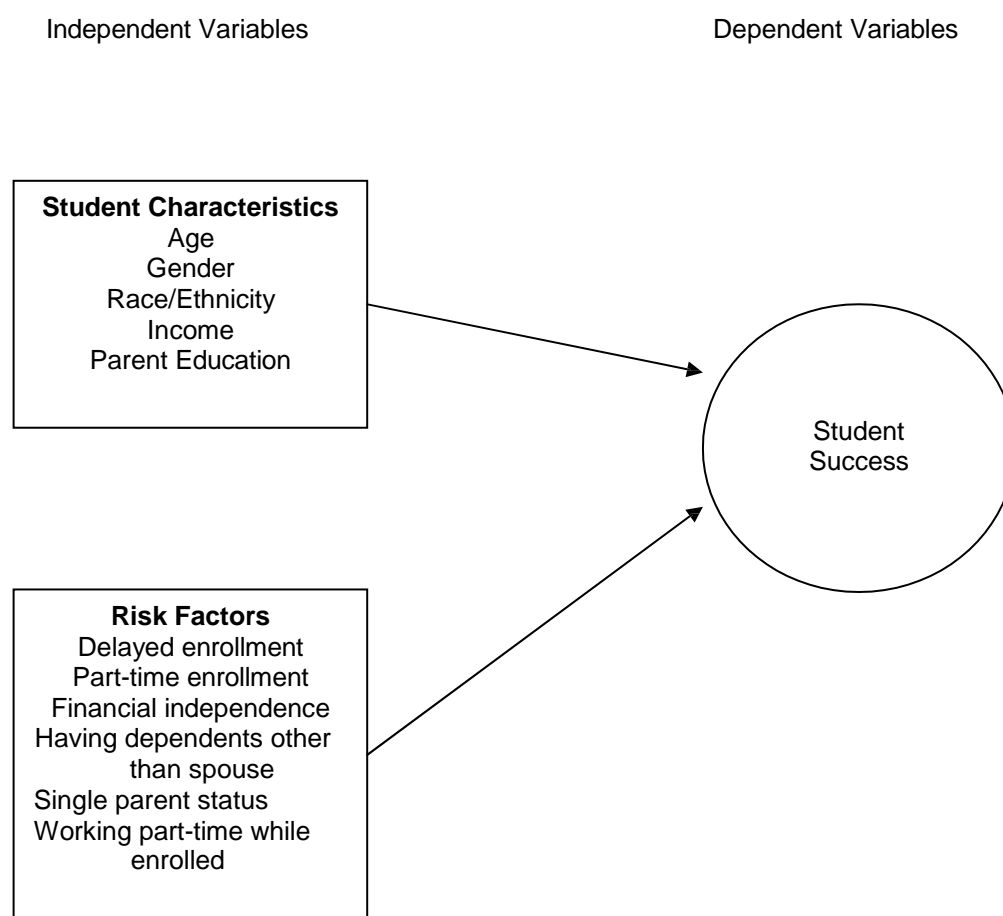 Independent Variables
Dependent Variables
Student Characteristics
Age
Gender
Race/Ethnicity
Income
Parent Education
Student
Success
Risk Factors
Delayed enrollment
Part-time enrollment
Financial independence
Having dependents other
than spouse
Single parent status
Working part-time while
enrolled